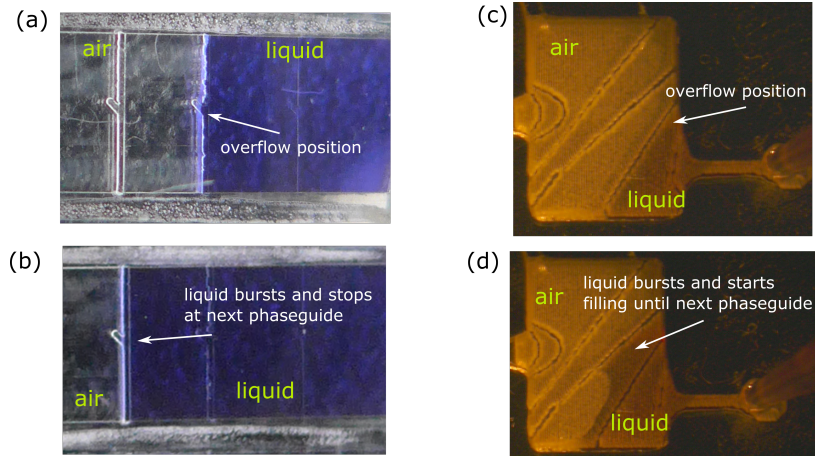 (a)
air
liquid
overflow position
(b)
liquid bursts and stops
at next phaseguide
air
liquid
(c)
air
overflow position
liquid
(d)
liquid bursts and starts
filling until next phaseguide
air
liquid